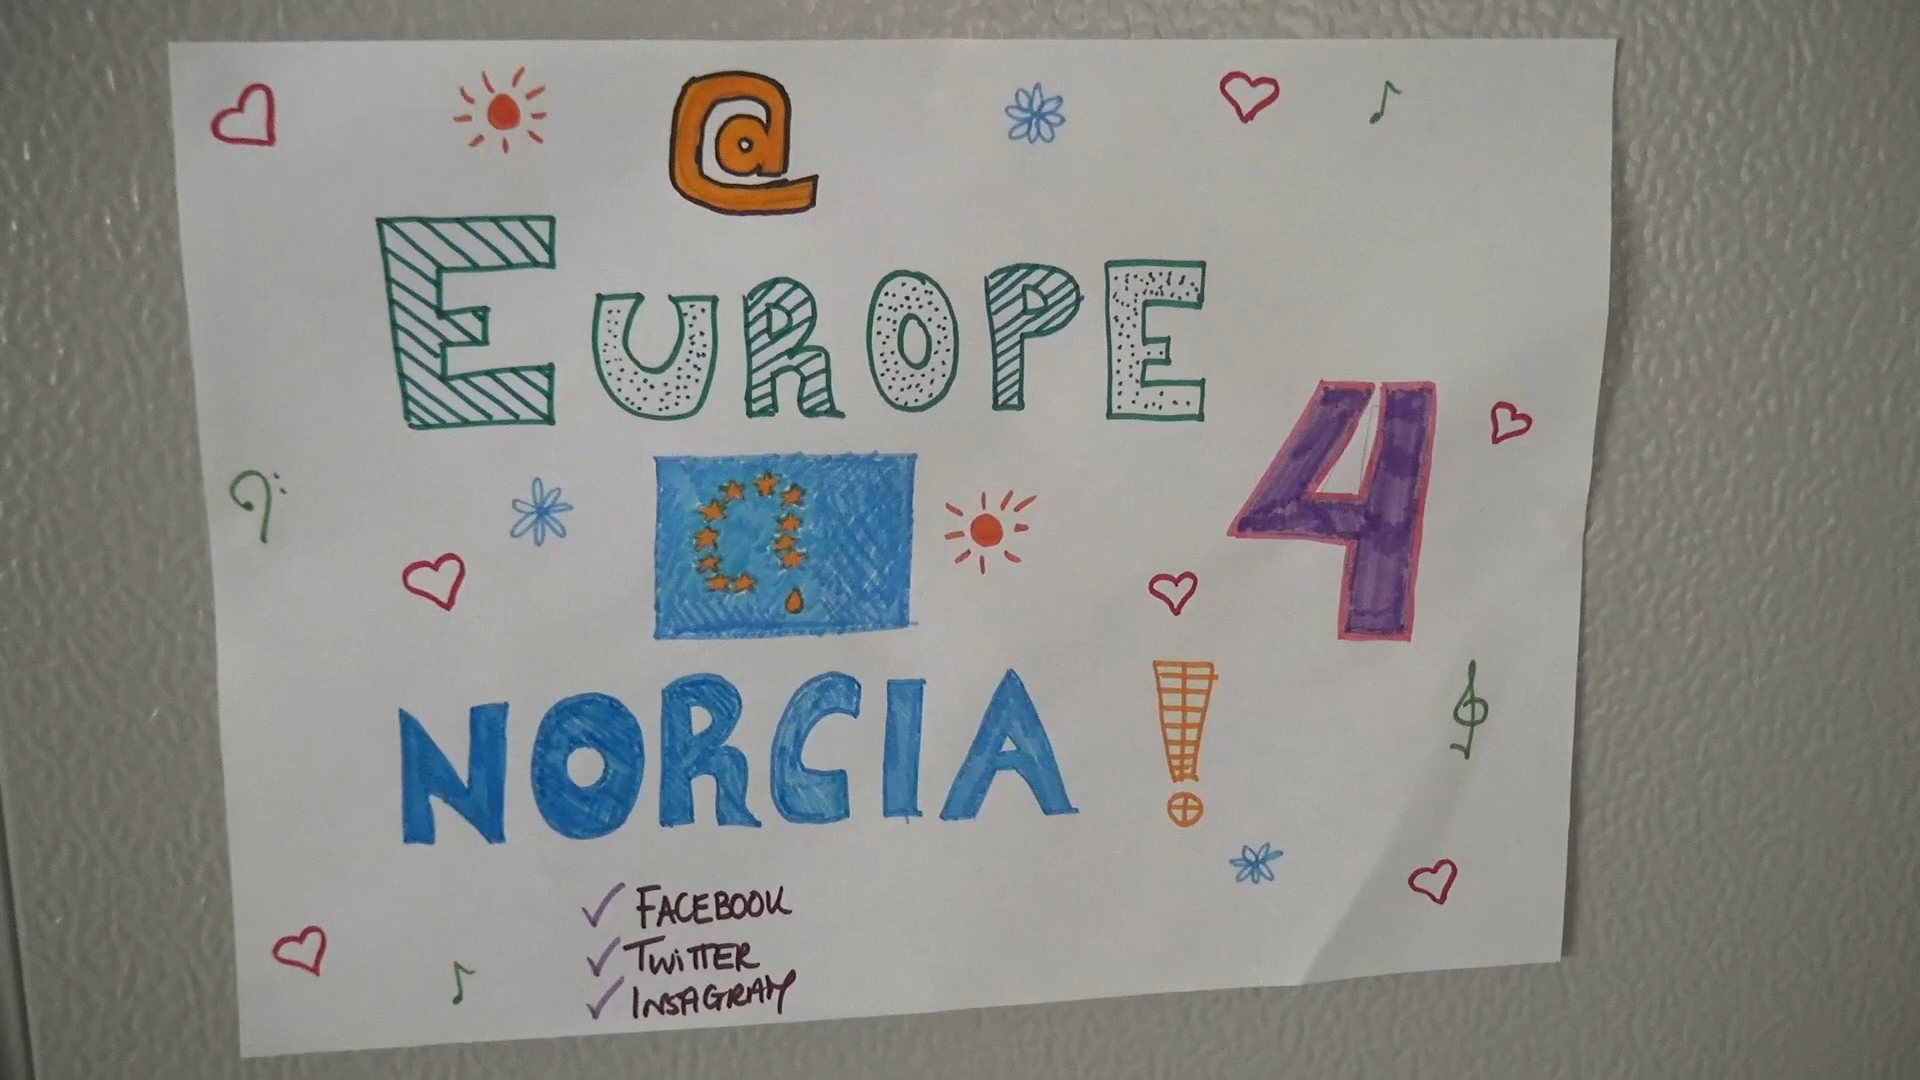 @
EUROPE
4
NORCIA !
✓ FACEBOOK
✓ TWITTER
✓ INSAGRAM